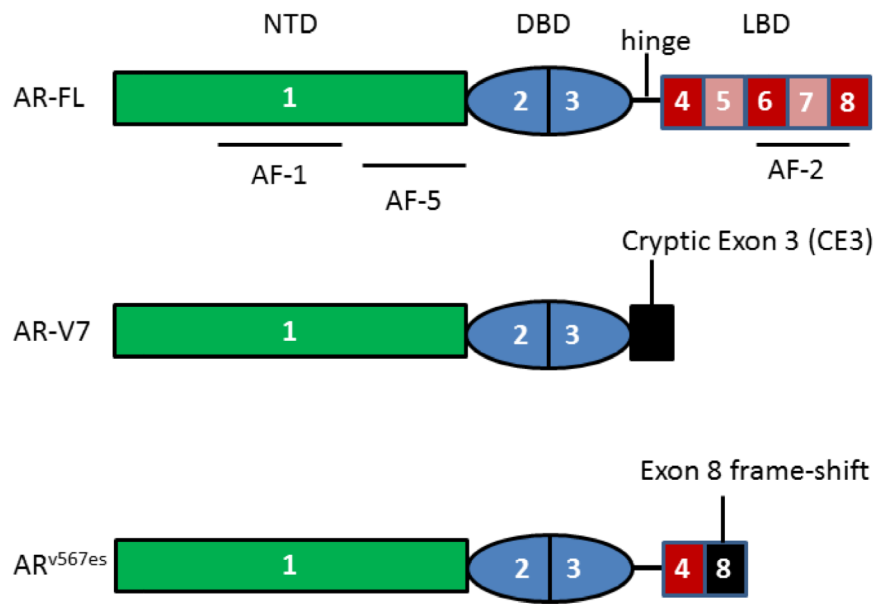 NTD DBD LBD
hinge
AR-FL 1 2 3 4 5 6 7 8
AF-1 AF-2
AF-5
Cryptic Exon 3 (CE3)
AR-V7 1 2 3
Exon 8 frame-shift
ARv567es 1 2 3 4 8